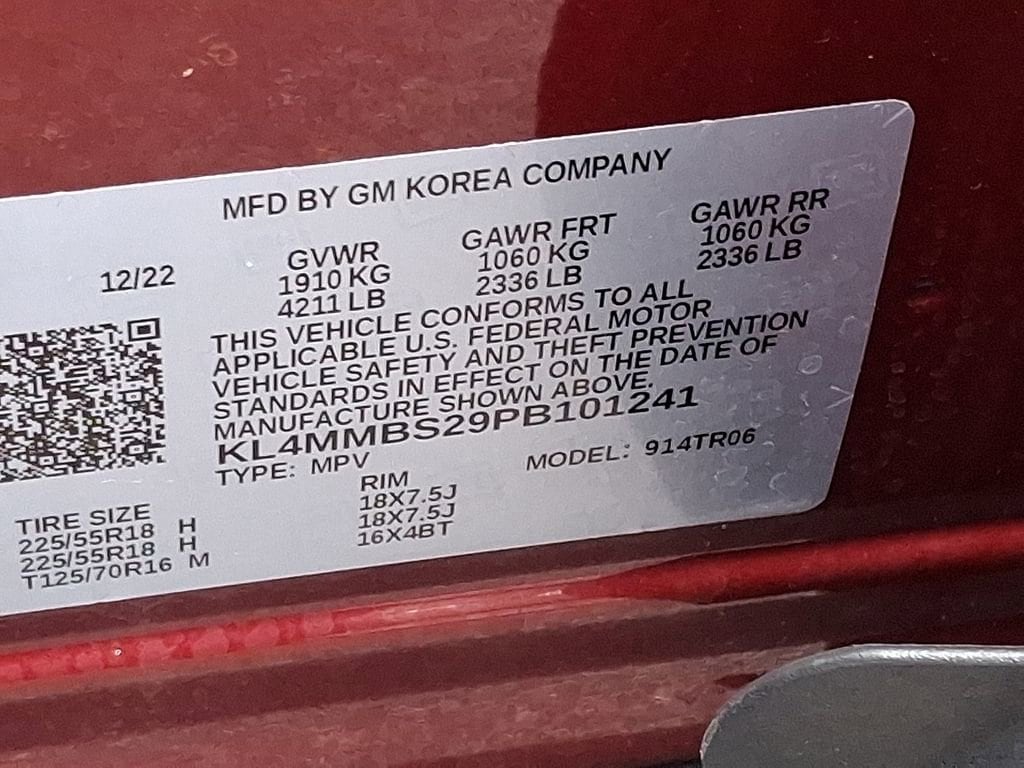 MFD BY GM KOREA COMPANY
12/22
GVWR
1910 KG
4211 LB
GAWR FRT
1060 KG
2336 LB
GAWR RR
1060 KG
2336 LB
THIS VEHICLE CONFORMS TO ALL
APPLICABLE U.S. FEDERAL MOTOR
VEHICLE SAFETY AND THEFT PREVENTION
STANDARDS IN EFFECT ON THE DATE OF
MANUFACTURE SHOWN ABOVE.
KL4MMBS29PB101241
TYPE: MPV
MODEL: 914TR06
TIRE SIZE
225/55R18 H
225/55R18 H
T125/70R16 M
RIM
18X7.5J
18X7.5J
16X4BT